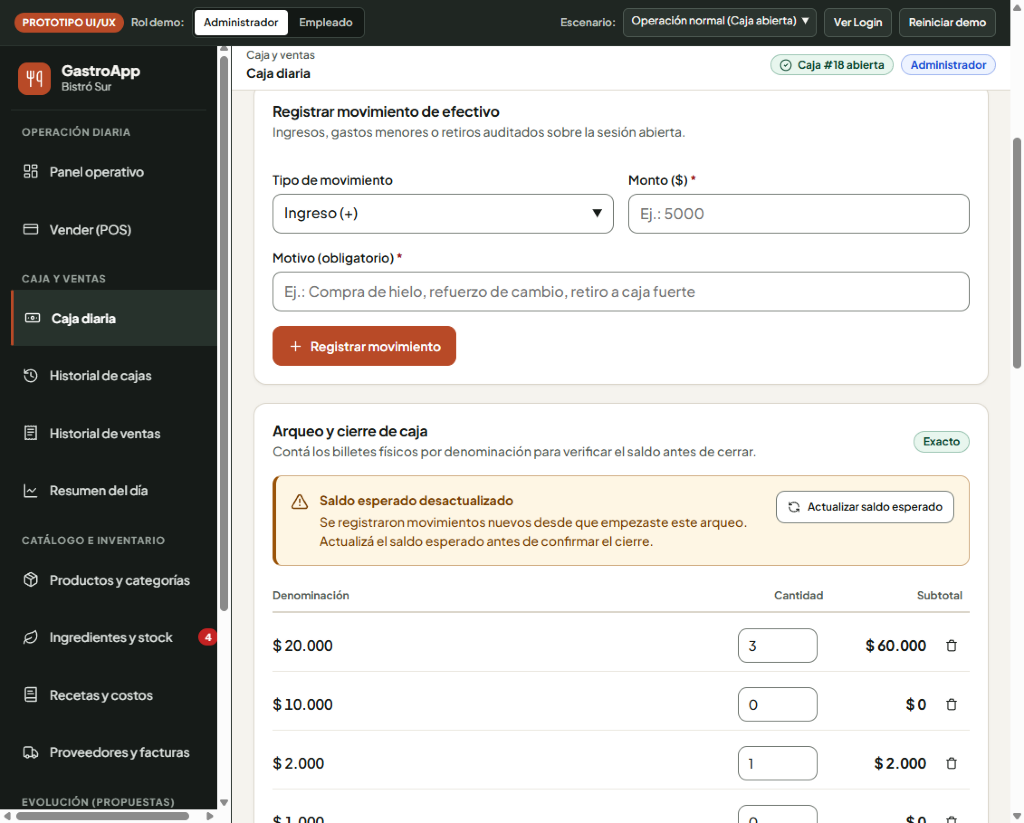 PROTOTIPO UI/UX Rol demo: Administrador Empleado Escenario: Operación normal (Caja abierta) Ver Login Reiniciar demo
GastroApp
Bistró Sur
OPERACIÓN DIARIA
Panel operativo
Vender (POS)
CAJA Y VENTAS
Caja diaria
Historial de cajas
Historial de ventas
Resumen del día
CATÁLOGO E INVENTARIO
Productos y categorías
Ingredientes y stock 4
Recetas y costos
Proveedores y facturas
EVOLUCIÓN (PROPUESTAS)
Caja y ventas
Caja diaria
Caja #18 abierta Administrador
Registrar movimiento de efectivo
Ingresos, gastos menores o retiros auditados sobre la sesión abierta.
Tipo de movimiento Monto ($) *
Ingreso (+) Ej.: 5000
Motivo (obligatorio) *
Ej.: Compra de hielo, refuerzo de cambio, retiro a caja fuerte
+ Registrar movimiento
Arqueo y cierre de caja
Contá los billetes físicos por denominación para verificar el saldo antes de cerrar.
Exacto
Saldo esperado desactualizado
Se registraron movimientos nuevos desde que empezaste este arqueo.
Actualizá el saldo esperado antes de confirmar el cierre.
Actualizar saldo esperado
Denominación Cantidad Subtotal
$ 20.000 3 $ 60.000
$ 10.000 0 $ 0
$ 2.000 1 $ 2.000
$ 1.000 0 $ 0